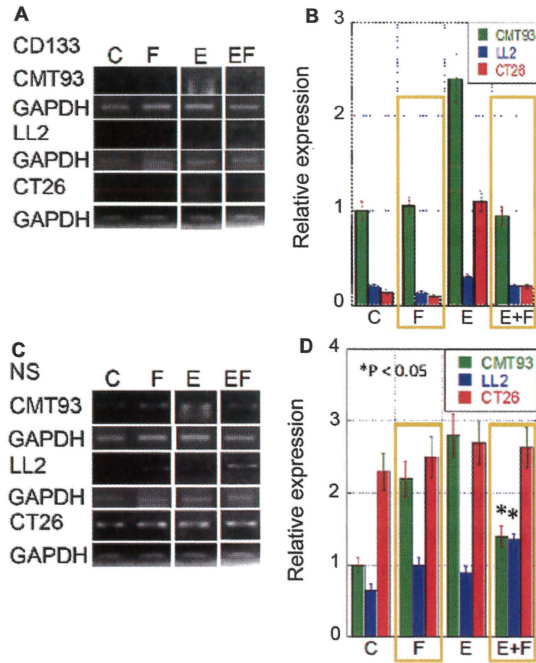 A
CD133
C F E EF
CMT93
GAPDH
LL2
GAPDH
CT26
GAPDH
B
Relative expression
3
2
1
0
CMT93
LL2
CT26
C F E E+F
C
NS
C F E EF
CMT93
GAPDH
LL2
GAPDH
CT26
GAPDH
D
Relative expression
4
3
2
1
0
*P < 0.05
CMT93
LL2
CT26
* *
C F E E+F